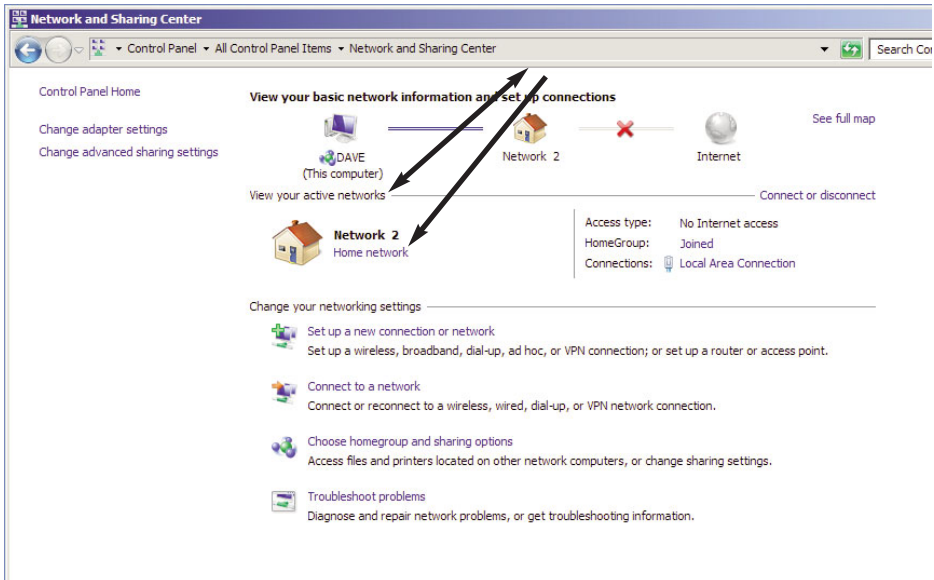 Network and Sharing Center
Control Panel Home
Control Panel All Control Panel Items Network and Sharing Center
Search
Change adapter settings
Change advanced sharing settings
View your basic network information and set up connections
See full map
DAVE
(This computer)
Network 2
Internet
View your active networks
Connect or disconnect
Network 2
Home network
Access type: No Internet access
HomeGroup: Joined
Connections: Local Area Connection
Change your networking settings
Set up a new connection or network
Set up a wireless, broadband, dial-up, ad hoc, or VPN connection; or set up a router or access point.
Connect to a network
Connect or reconnect to a wireless, wired, dial-up, or VPN network connection.
Choose homegroup and sharing options
Access files and printers located on other network computers, or change sharing settings.
Troubleshoot problems
Diagnose and repair network problems, or get troubleshooting information.